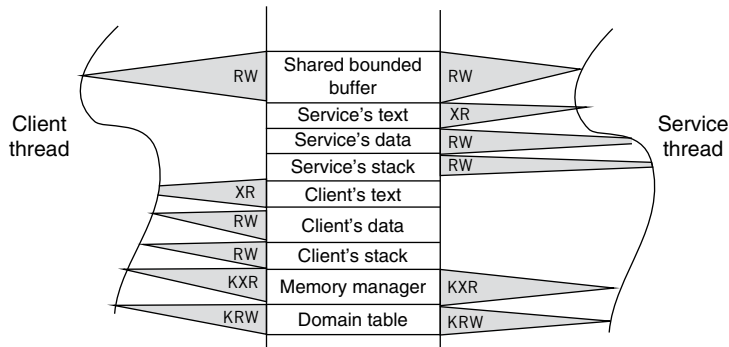 RW
Shared bounded
buffer
RW
Service's text
XR
Client
thread
Service's data
RW
Service
thread
Service's stack
RW
XR
Client's text
RW
Client's data
RW
Client's stack
KXR
Memory manager
KXR
KRW
Domain table
KRW